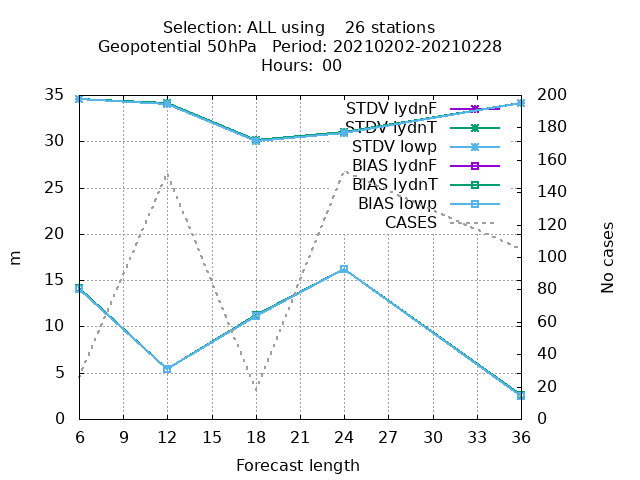 Selection: ALL using    26 stations
Geopotential 50hPa   Period: 20210202-20210228
Hours: 00
35
30
25
20
15
10
5
0
m
200
180
160
140
120
100
80
60
40
20
0
No cases
STDV lydnF
STDV lydnT
STDV lowp
BIAS lydnF
BIAS lydnT
BIAS lowp
CASES
6 9 12 15 18 21 24 27 30 33 36
Forecast length